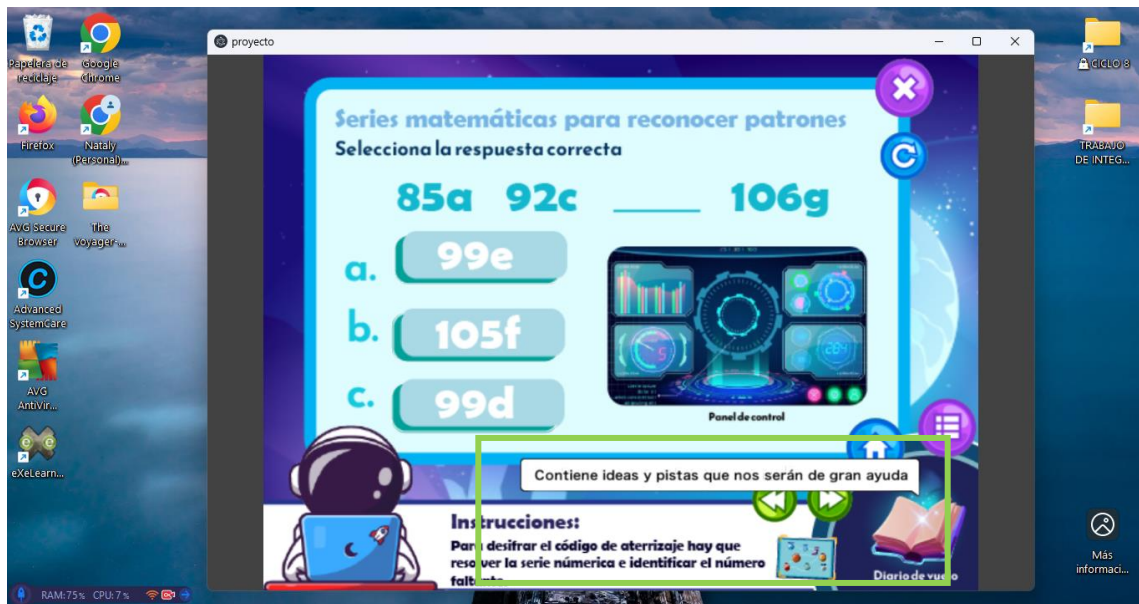 Papelera de
reciclaje
Google
Chrome
Firefox
Nataly
(Personal)...
AVG Secure
Browser
The
Voyager-...
Advanced
SystemCare
AVG
AntiVir...
eXeLearn...
proyecto
Series matemáticas para reconocer patrones
Selecciona la respuesta correcta
85a 92c ____ 106g
a. 99e
b. 105f
c. 99d
Panel de control
Contiene ideas y pistas que nos serán de gran ayuda
Instrucciones:
Para desifrar el código de aterrizaje hay que
resolver la serie númerica e identificar el número
Diario de vuelo
CICLO 8
TRABAJO
DE INTEG...
Más
informaci...
RAM:75% CPU:7%